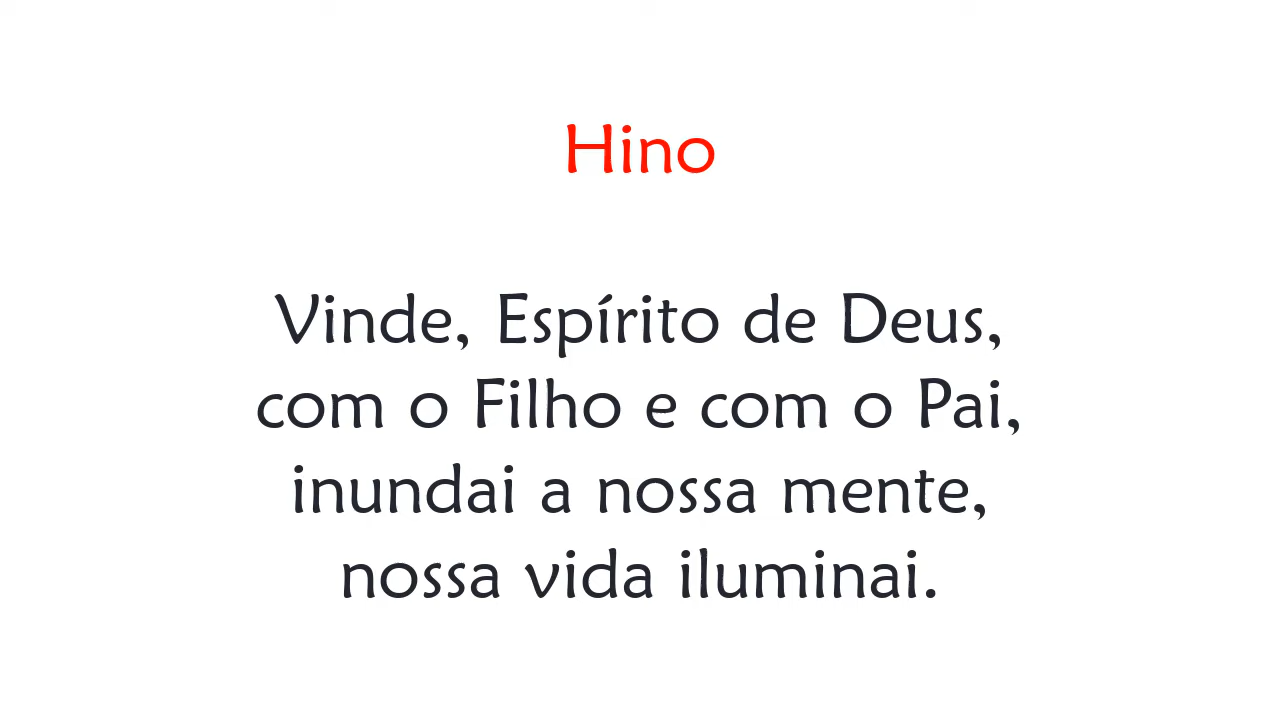 Hino
Vinde, Espírito de Deus,
com o Filho e com o Pai,
inundai a nossa mente,
nossa vida iluminai.